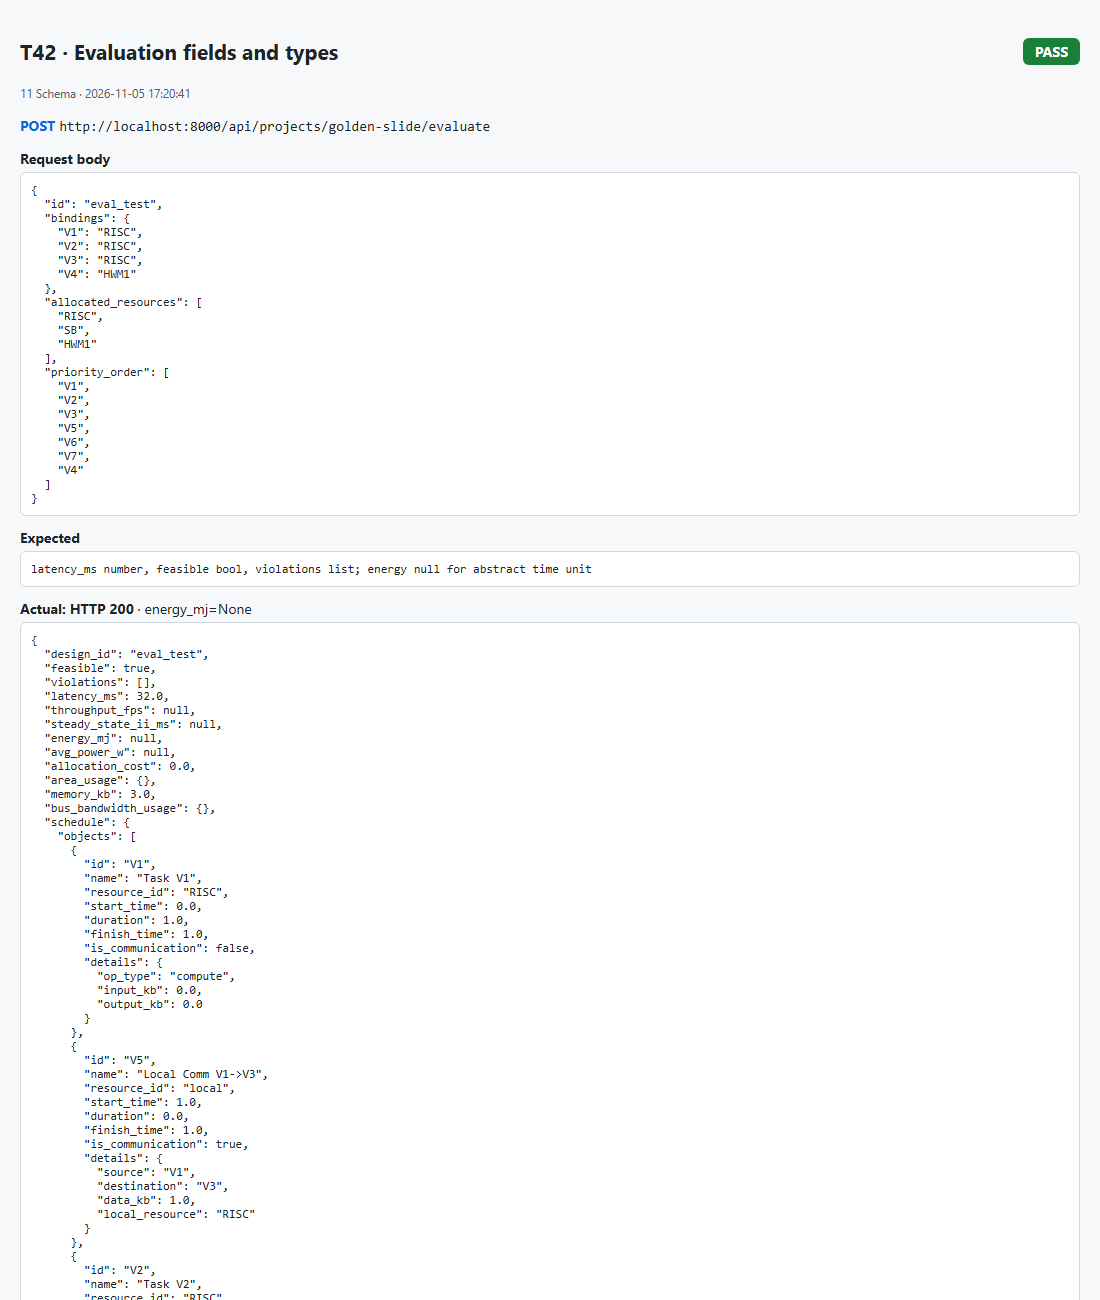 T42 · Evaluation fields and types
PASS
11 Schema · 2026-11-05 17:20:41
POST http://localhost:8000/api/projects/golden-slide/evaluate
Request body
{
  "id": "eval_test",
  "bindings": {
    "V1": "RISC",
    "V2": "RISC",
    "V3": "RISC",
    "V4": "HWM1"
  },
  "allocated_resources": [
    "RISC",
    "SB",
    "HWM1"
  ],
  "priority_order": [
    "V1",
    "V2",
    "V3",
    "V5",
    "V6",
    "V7",
    "V4"
  ]
}
Expected
latency_ms number, feasible bool, violations list; energy null for abstract time unit
Actual: HTTP 200 · energy_mj=None
{
  "design_id": "eval_test",
  "feasible": true,
  "violations": [],
  "latency_ms": 32.0,
  "throughput_fps": null,
  "steady_state_ii_ms": null,
  "energy_mj": null,
  "avg_power_w": null,
  "allocation_cost": 0.0,
  "area_usage": {},
  "memory_kb": 3.0,
  "bus_bandwidth_usage": {},
  "schedule": {
    "objects": [
      {
        "id": "V1",
        "name": "Task V1",
        "resource_id": "RISC",
        "start_time": 0.0,
        "duration": 1.0,
        "finish_time": 1.0,
        "is_communication": false,
        "details": {
          "op_type": "compute",
          "input_kb": 0.0,
          "output_kb": 0.0
        }
      },
      {
        "id": "V5",
        "name": "Local Comm V1->V3",
        "resource_id": "local",
        "start_time": 1.0,
        "duration": 0.0,
        "finish_time": 1.0,
        "is_communication": true,
        "details": {
          "source": "V1",
          "destination": "V3",
          "data_kb": 1.0,
          "local_resource": "RISC"
        }
      },
      {
        "id": "V2",
        "name": "Task V2",
        "resource_id": "RISC"